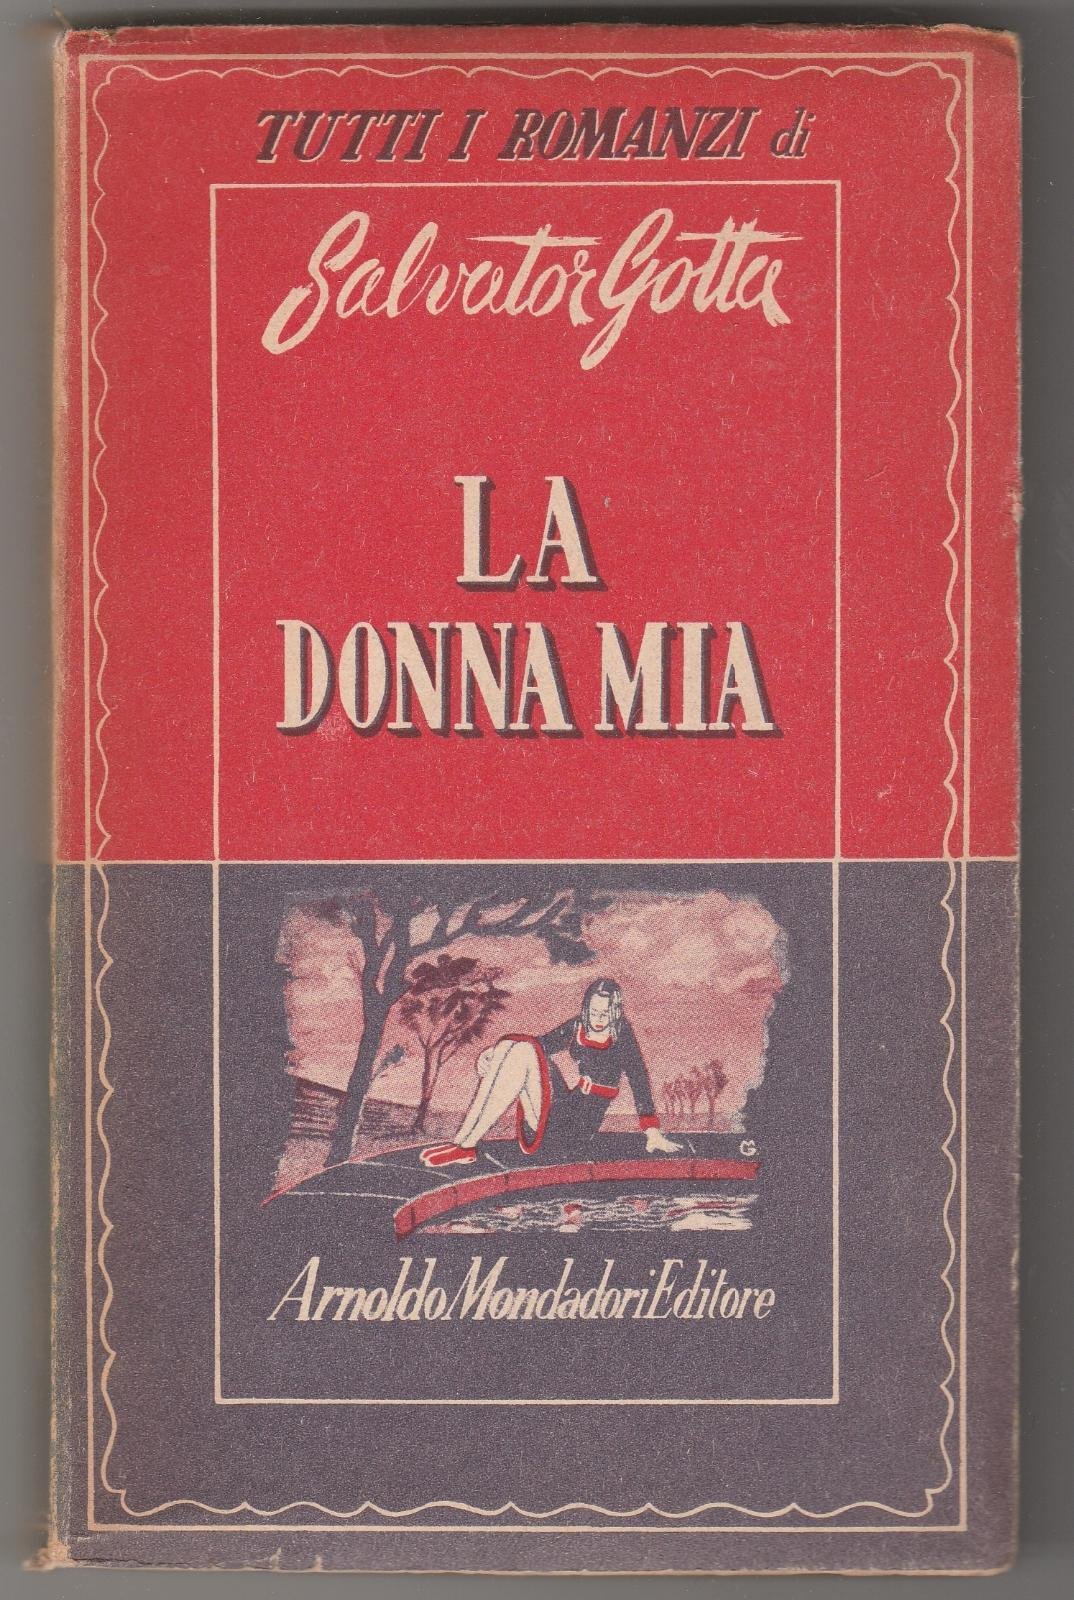 TUTTI I ROMANZI di
Salvator Gotta
LA
DONNA MIA
G
Arnoldo Mondadori Editore